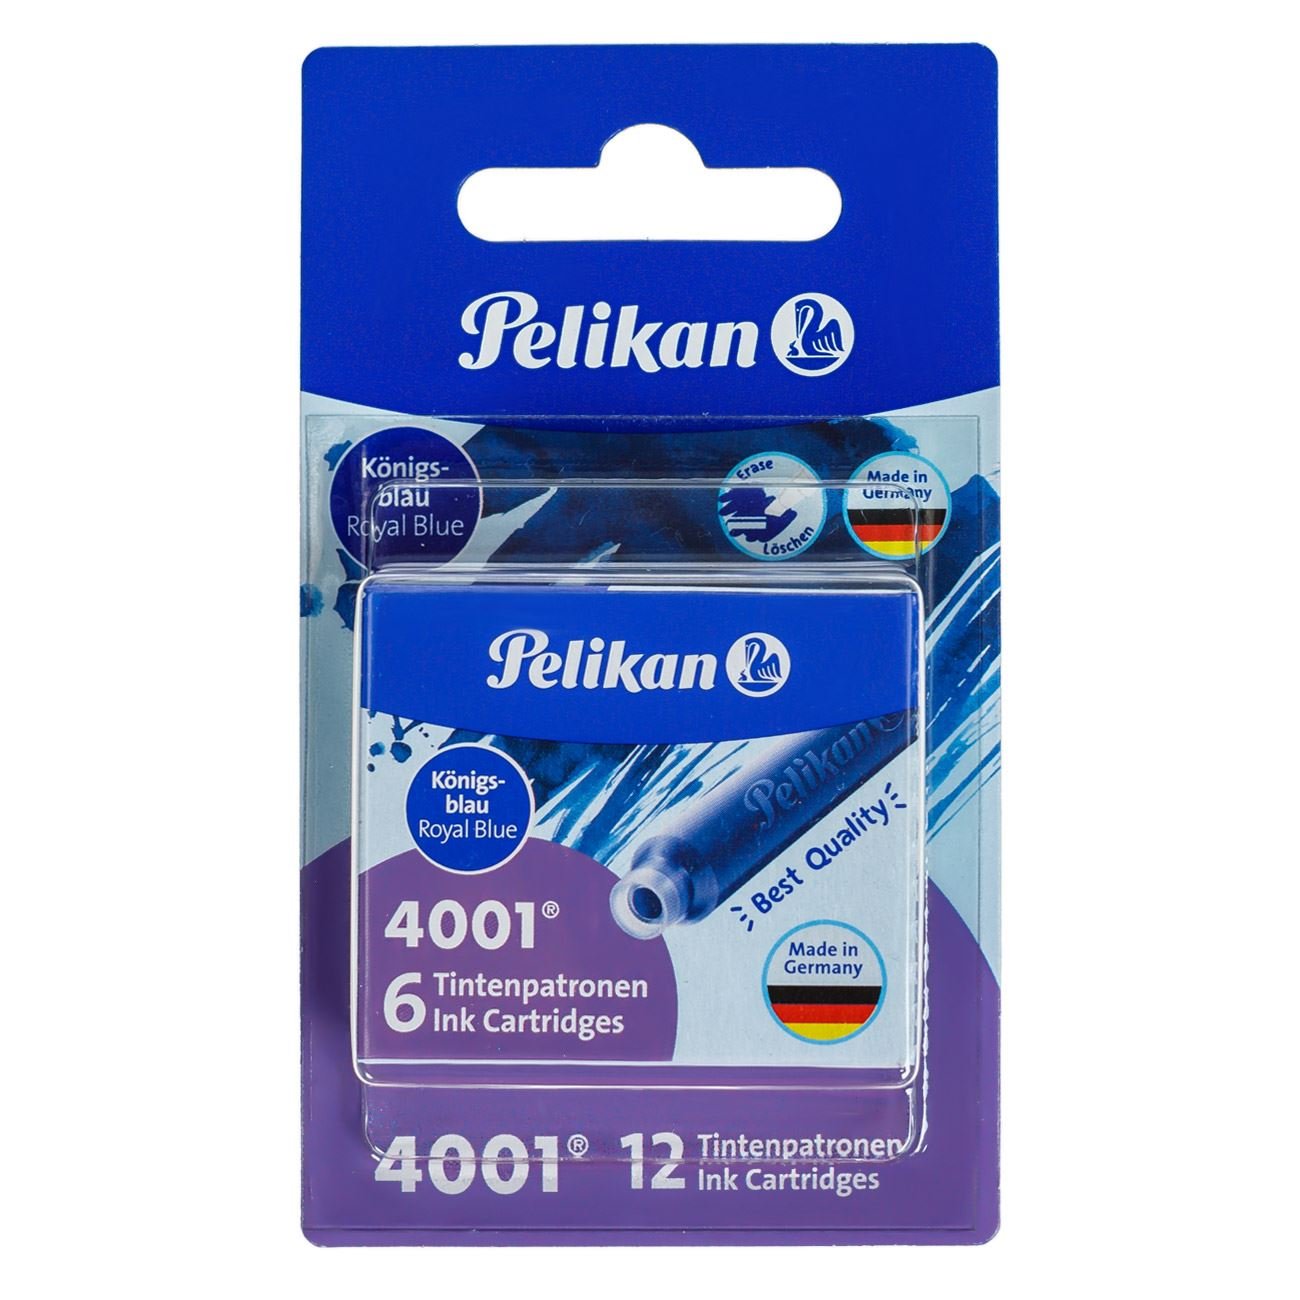 Pelikan
Königs-
blau
Royal Blue
Erase
Löschen
Made in
Germany
Pelikan
Pelikan
Königs-
blau
Royal Blue
Best Quality
4001®
6 Tintenpatronen
Ink Cartridges
Made in
Germany
4001® 12 Tintenpatronen
Ink Cartridges